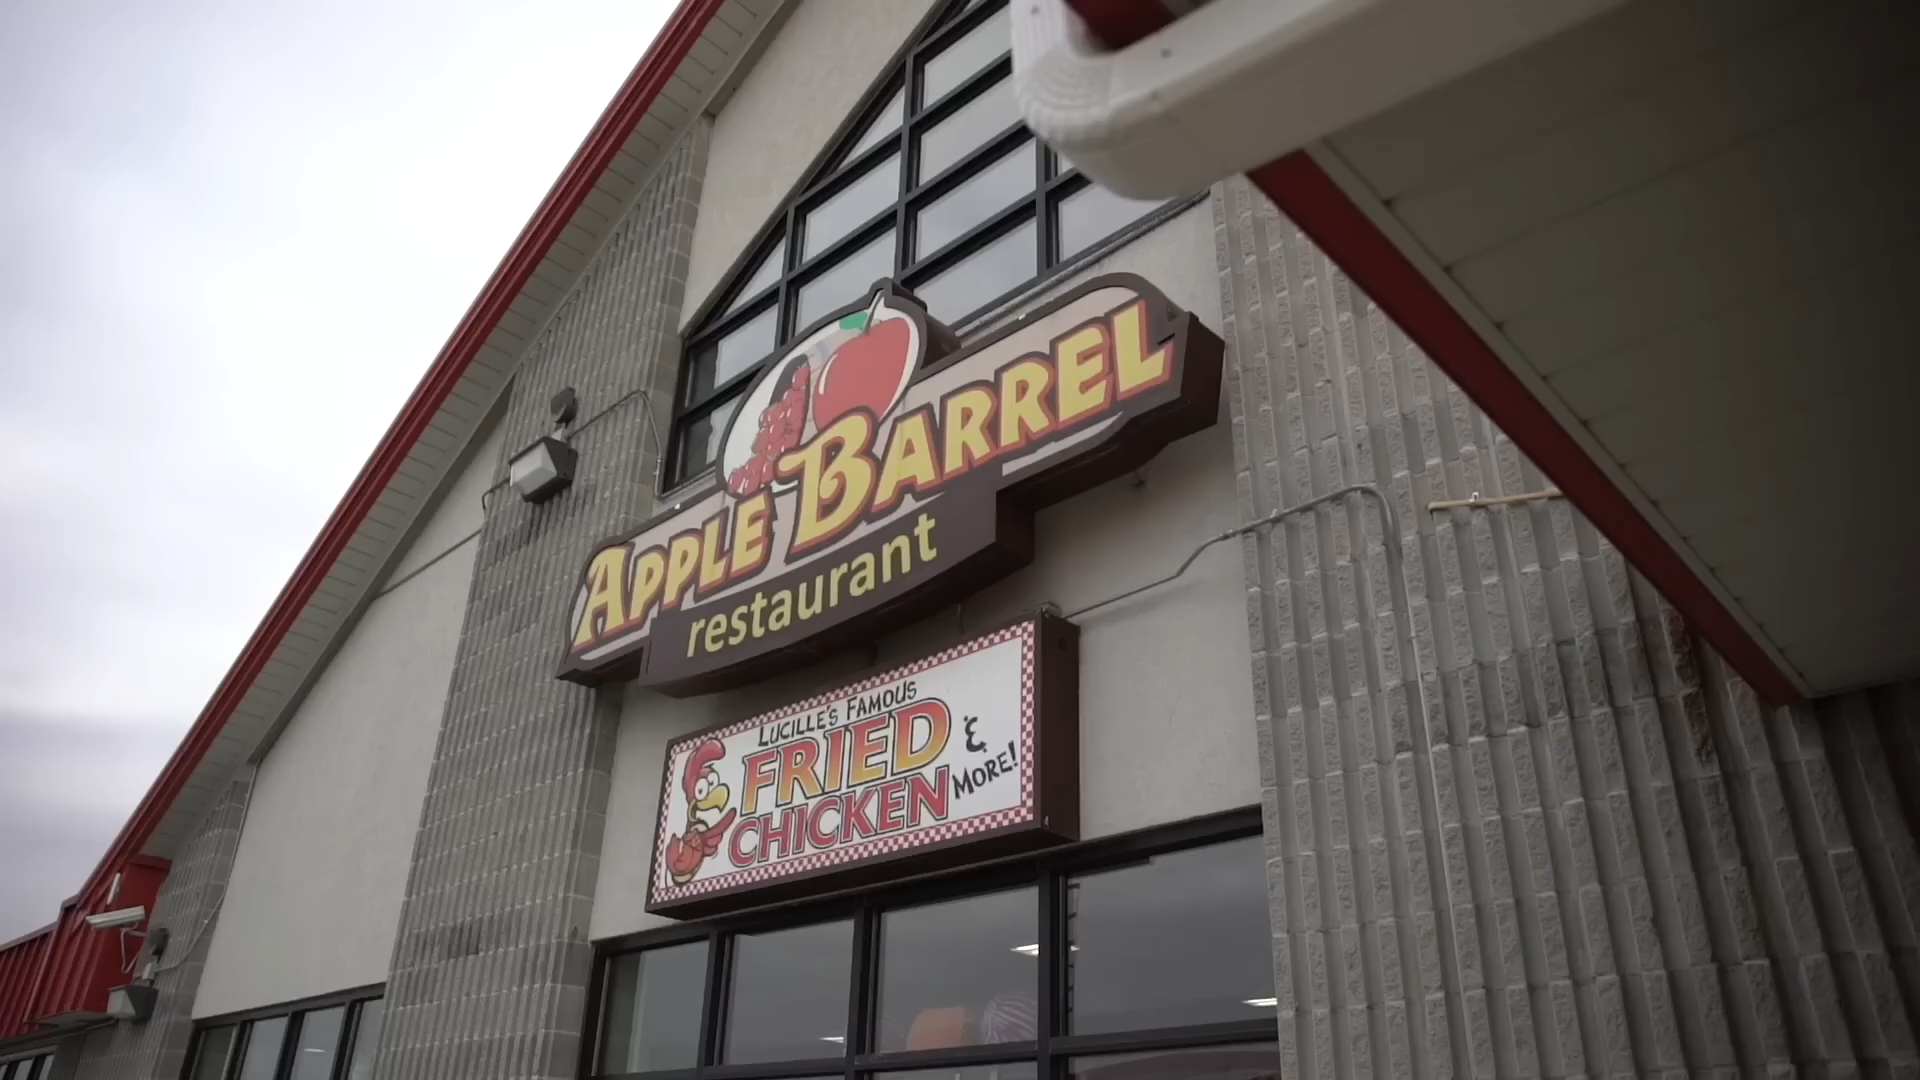 APPLE BARREL
restaurant
LUCILLE'S FAMOUS
FRIED &
CHICKEN MORE!